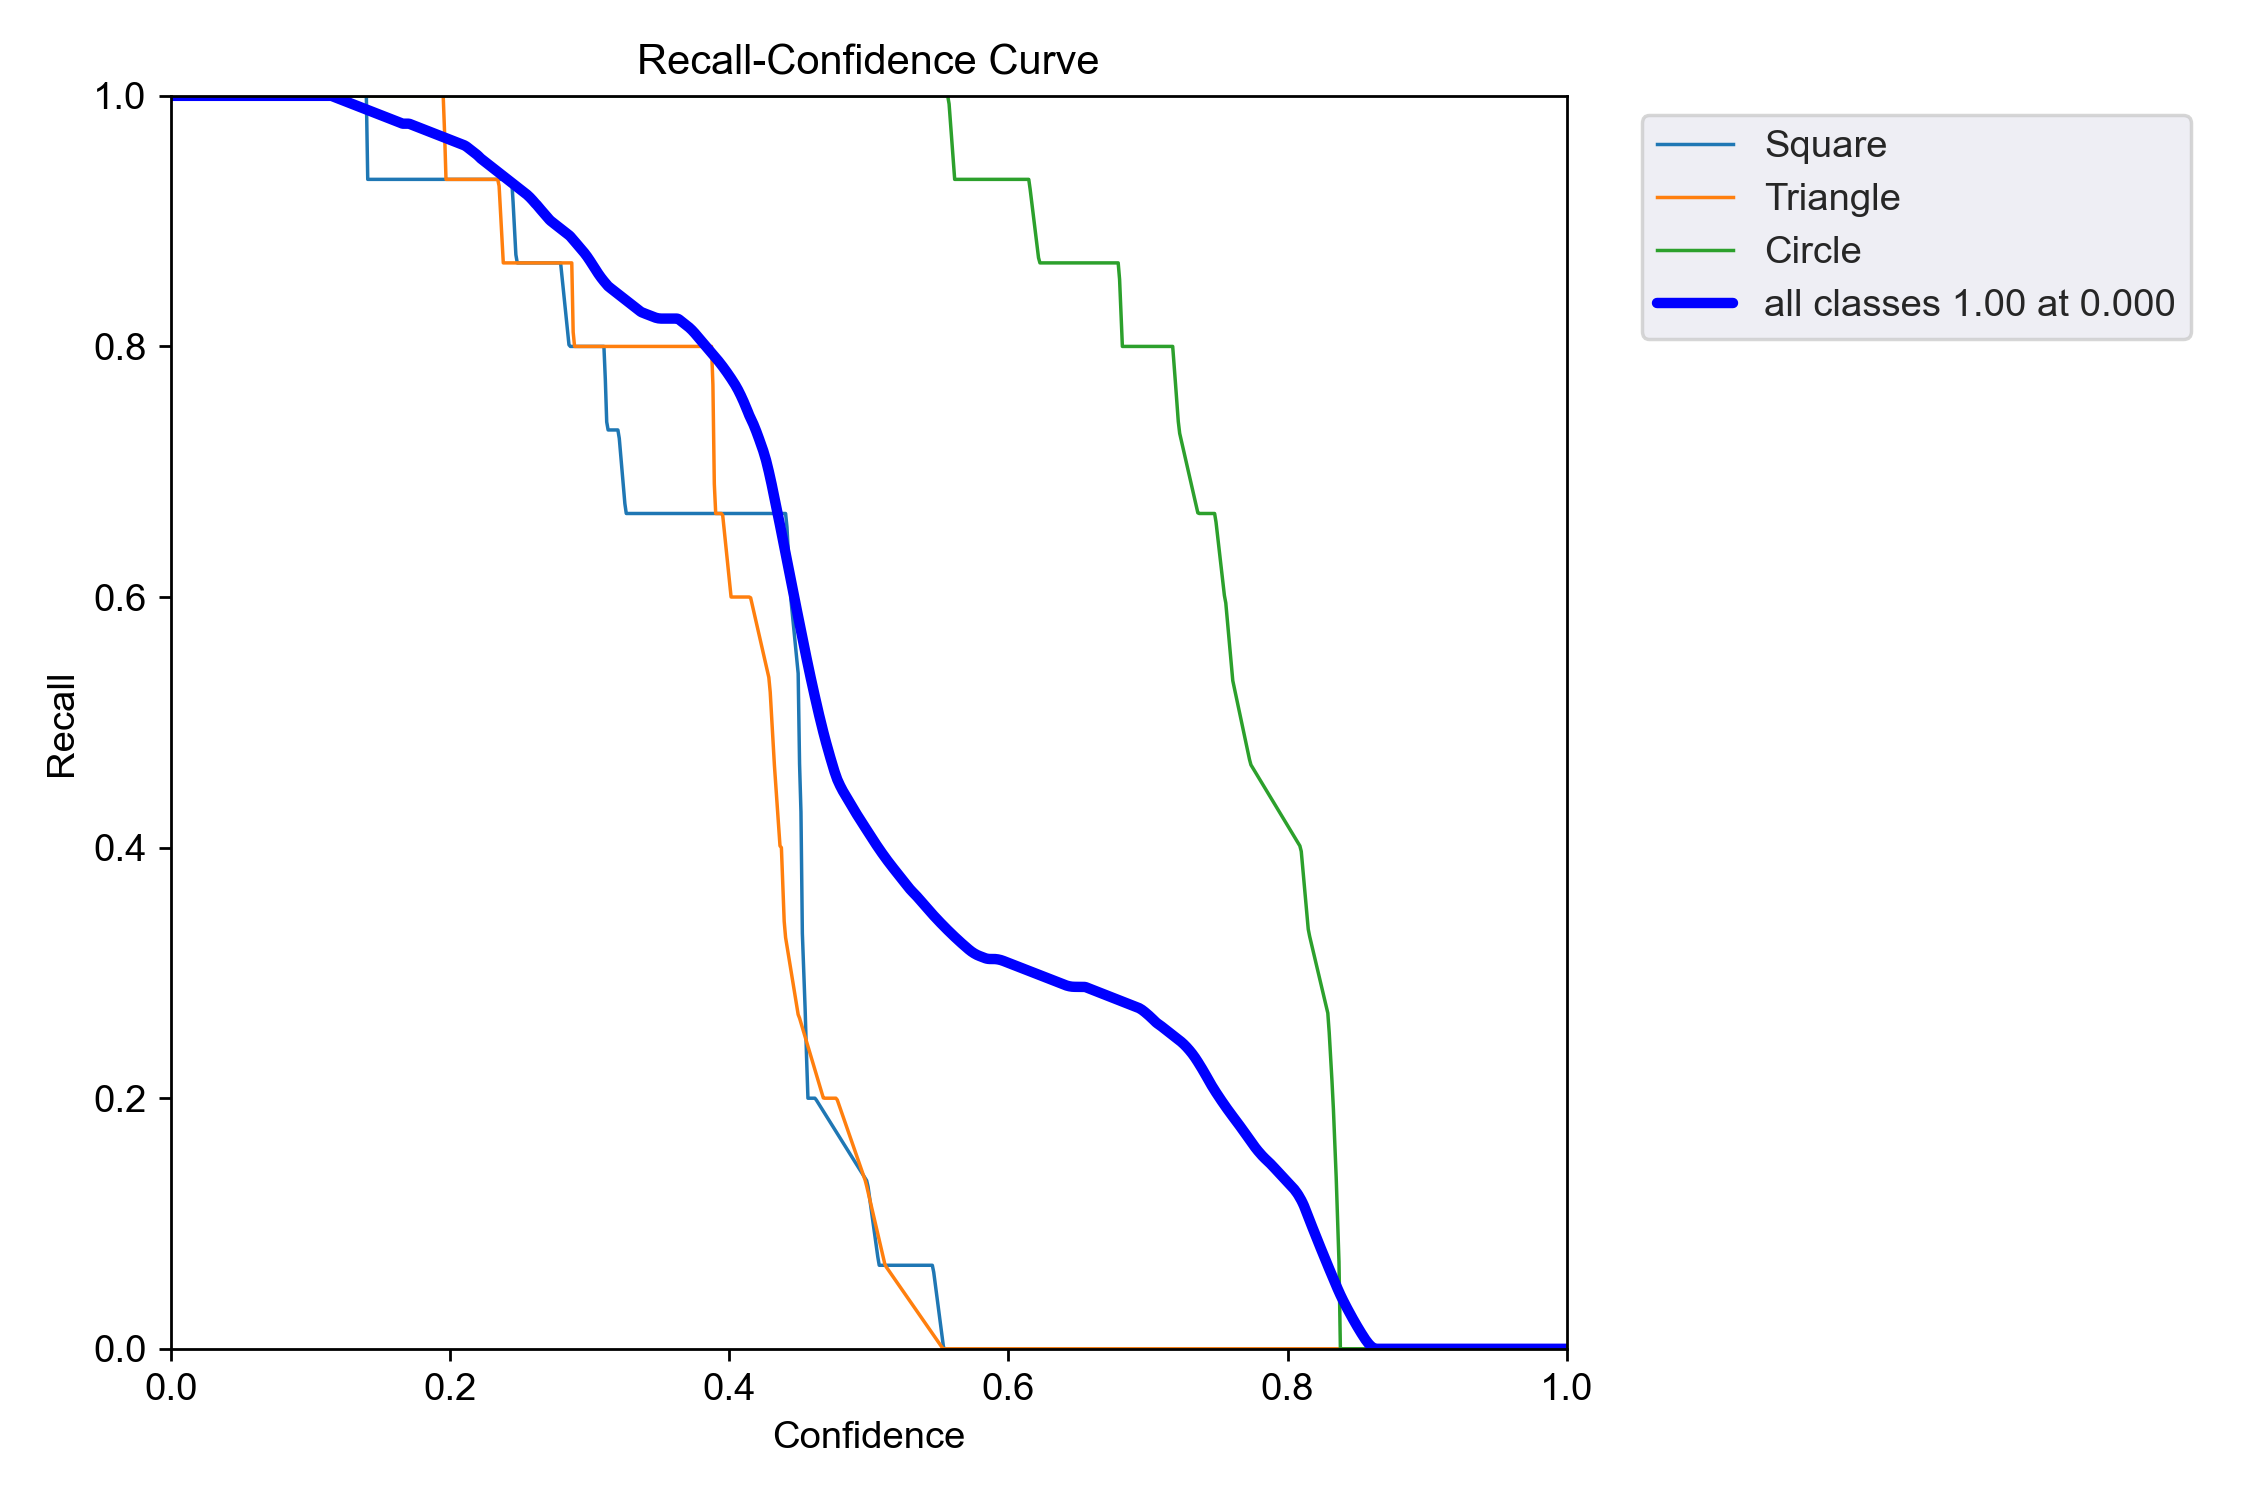 Recall-Confidence Curve
1.0
0.8
0.6
0.4
0.2
0.0
Recall
0.0 0.2 0.4 0.6 0.8 1.0
Confidence
Square
Triangle
Circle
all classes 1.00 at 0.000